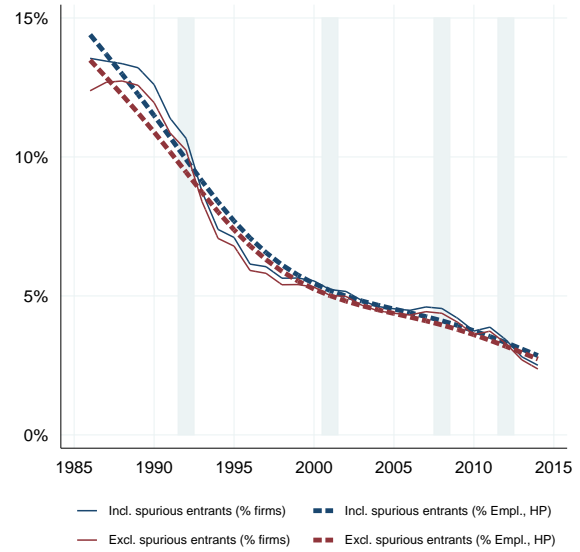 15%
10%
5%
0%
1985 1990 1995 2000 2005 2010 2015
Incl. spurious entrants (% firms) Incl. spurious entrants (% Empl., HP)
Excl. spurious entrants (% firms) Excl. spurious entrants (% Empl., HP)